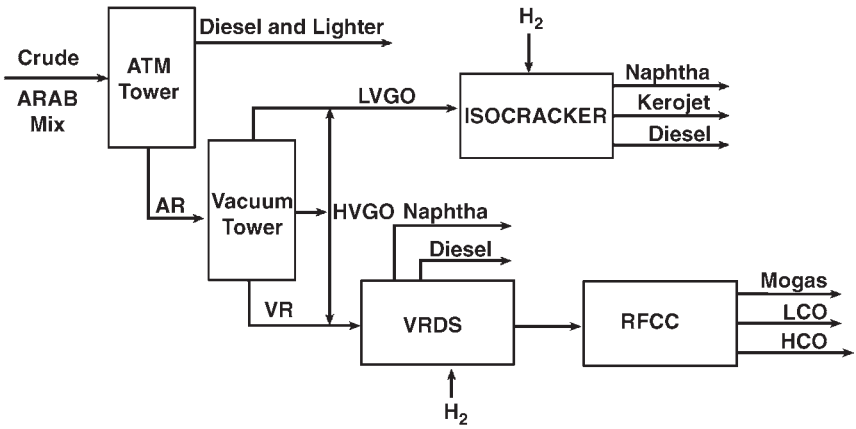 H2
Diesel and Lighter
Crude
ATM
Tower
ARAB
Mix
LVGO
ISOCRACKER
Naphtha
Kerojet
Diesel
AR
Vacuum
Tower
HVGO
Naphtha
Diesel
VR
VRDS
RFCC
Mogas
LCO
HCO
H2